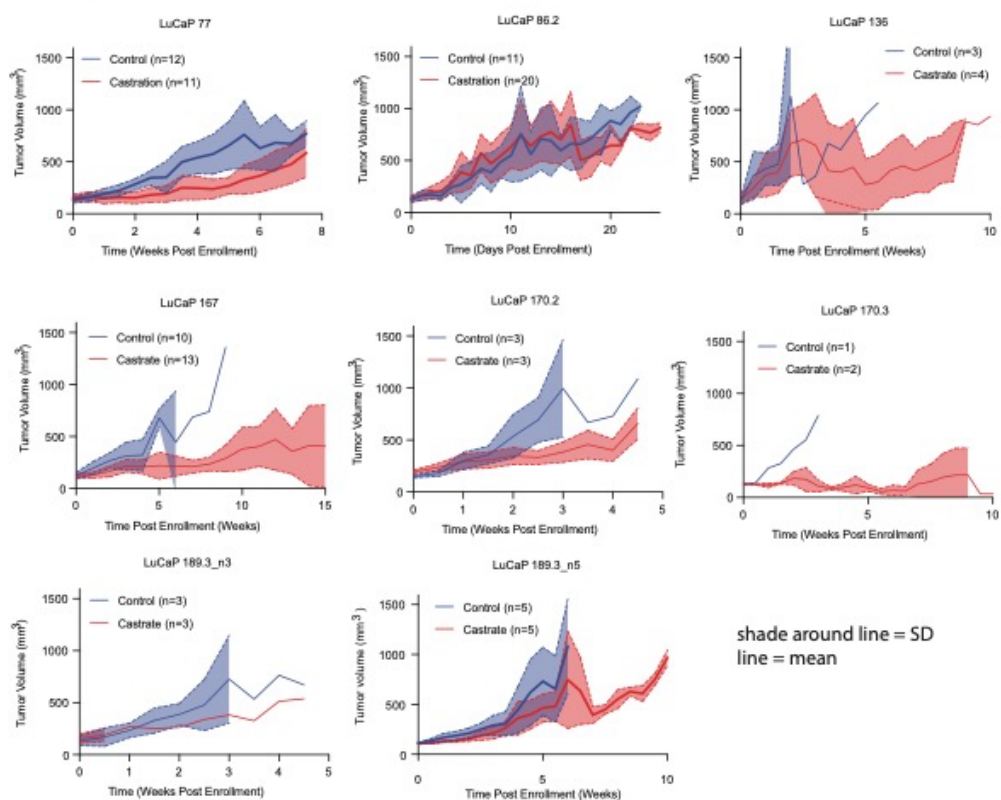 LuCaP 77
1500
1000
500
0
Tumor Volume (mm³)
Control (n=12)
Castration (n=11)
0 2 4 6 8
Time (Weeks Post Enrollment)
LuCaP 86.2
1500
1000
500
0
Tumor Volume (mm³)
Control (n=11)
Castration (n=20)
0 10 20
Time (Days Post Enrollment)
LuCaP 136
1500
1000
500
0
Tumor Volume (mm³)
Control (n=3)
Castrate (n=4)
0 5 10
Time Post Enrollment (Weeks)
LuCaP 167
1500
1000
500
0
Tumor Volume (mm³)
Control (n=10)
Castrate (n=13)
0 5 10 15
Time Post Enrollment (Weeks)
LuCaP 170.2
1500
1000
500
0
Tumor Volume (mm³)
Control (n=3)
Castrate (n=3)
0 1 2 3 4 5
Time (Weeks Post Enrollment)
LuCaP 170.3
1500
1000
500
0
Tumor Volume (mm³)
Control (n=1)
Castrate (n=2)
0 5 10
Time (Weeks Post Enrollment)
LuCaP 189.3_n3
1500
1000
500
0
Tumor Volume (mm³)
Control (n=3)
Castrate (n=3)
0 1 2 3 4 5
Time (Weeks Post Enrollment)
LuCaP 189.3_n5
1500
1000
500
0
Tumor volume (mm³)
Control (n=5)
Castrate (n=5)
0 5 10
Time (Weeks Post Enrollment)
shade around line = SD
line = mean